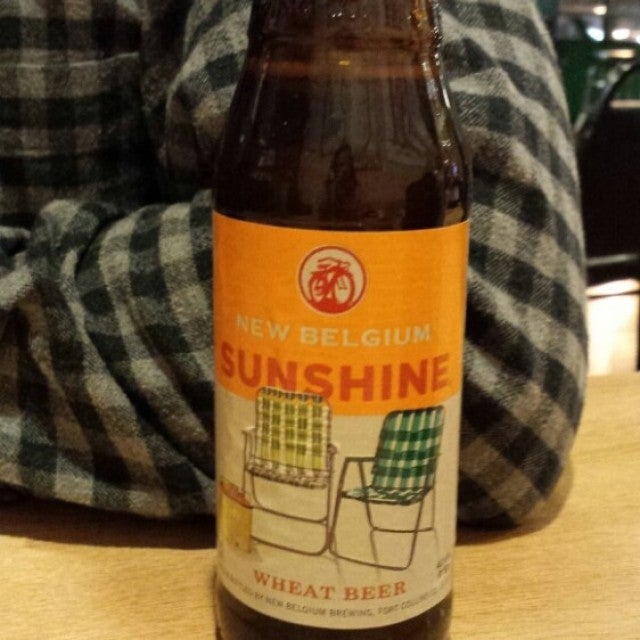 NEW BELGIUM
SUNSHINE
WHEAT BEER
BY NEW BELGIUM BREWING, FORT COLLINS